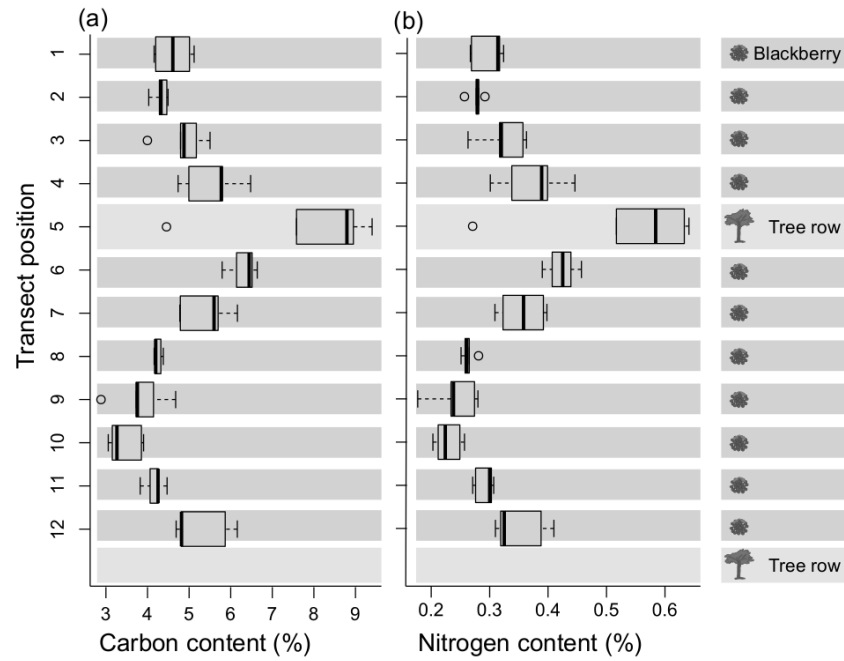 (a)
(b)
Transect position
1
2
3
4
5
6
7
8
9
10
11
12
Blackberry
Tree row
Tree row
3 4 5 6 7 8 9
0.2 0.3 0.4 0.5 0.6
Carbon content (%)
Nitrogen content (%)